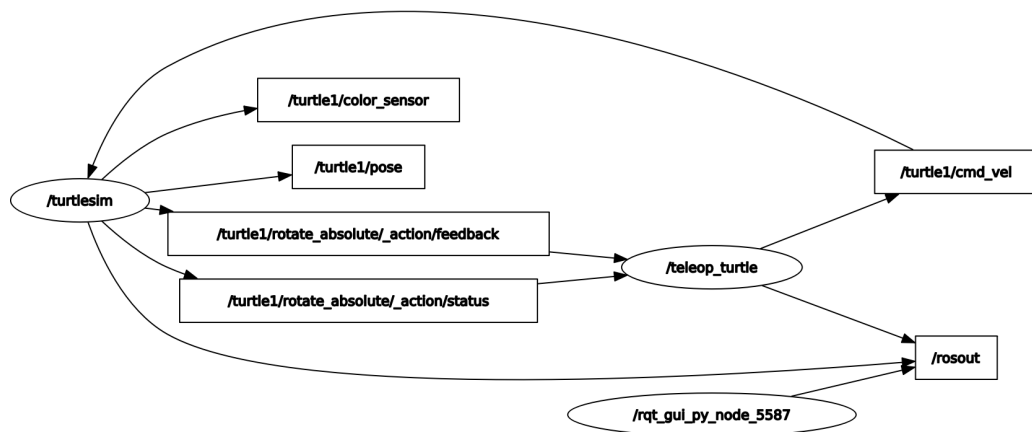 /turtle1/color_sensor
/turtle1/pose
/turtle1/cmd_vel
/turtlesim
/turtle1/rotate_absolute/_action/feedback
/teleop_turtle
/turtle1/rotate_absolute/_action/status
/rosout
/rqt_gui_py_node_5587